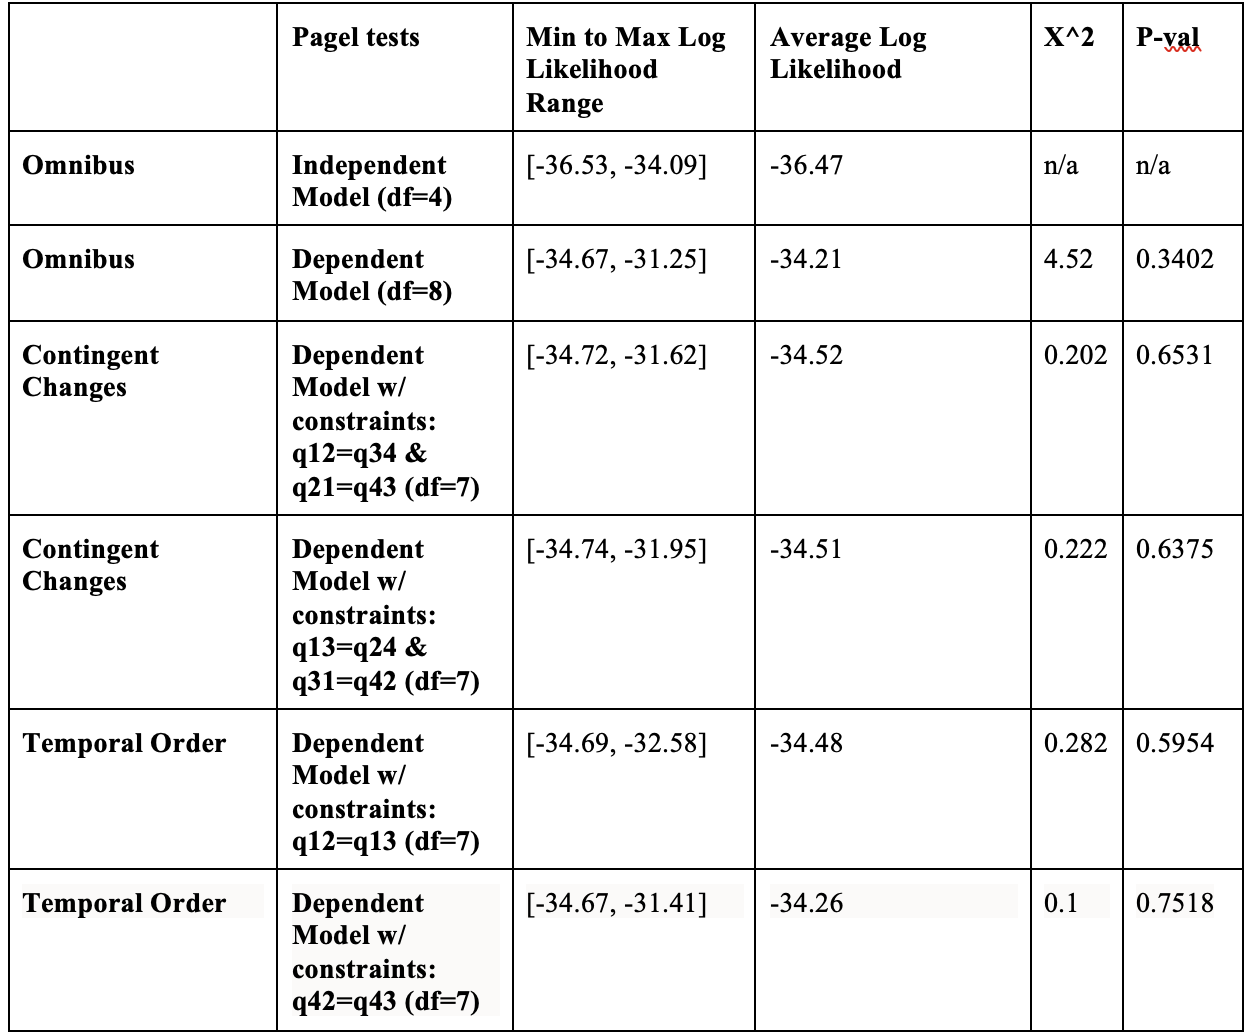 Pagel tests
Min to Max Log
Likelihood
Range
Average Log
Likelihood
X^2
P-val
Omnibus
Independent
Model (df=4)
[-36.53, -34.09]
-36.47
n/a
n/a
Omnibus
Dependent
Model (df=8)
[-34.67, -31.25]
-34.21
4.52
0.3402
Contingent
Changes
Dependent
Model w/
constraints:
q12=q34 &
q21=q43 (df=7)
[-34.72, -31.62]
-34.52
0.202
0.6531
Contingent
Changes
Dependent
Model w/
constraints:
q13=q24 &
q31=q42 (df=7)
[-34.74, -31.95]
-34.51
0.222
0.6375
Temporal Order
Dependent
Model w/
constraints:
q12=q13 (df=7)
[-34.69, -32.58]
-34.48
0.282
0.5954
Temporal Order
Dependent
Model w/
constraints:
q42=q43 (df=7)
[-34.67, -31.41]
-34.26
0.1
0.7518